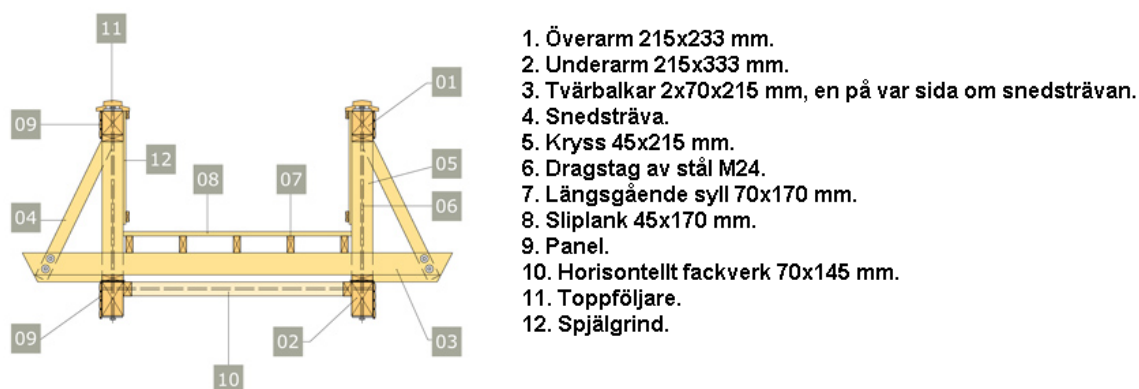 11
09
01
12
08
07
05
04
06
09
02
03
10
1. Överarm 215x233 mm.
2. Underarm 215x333 mm.
3. Tvärbalkar 2x70x215 mm, en på var sida om snedsträvan.
4. Snedsträva.
5. Kryss 45x215 mm.
6. Dragstag av stål M24.
7. Längsgående syll 70x170 mm.
8. Sliplank 45x170 mm.
9. Panel.
10. Horisontellt fackverk 70x145 mm.
11. Toppföljare.
12. Spjälgrind.